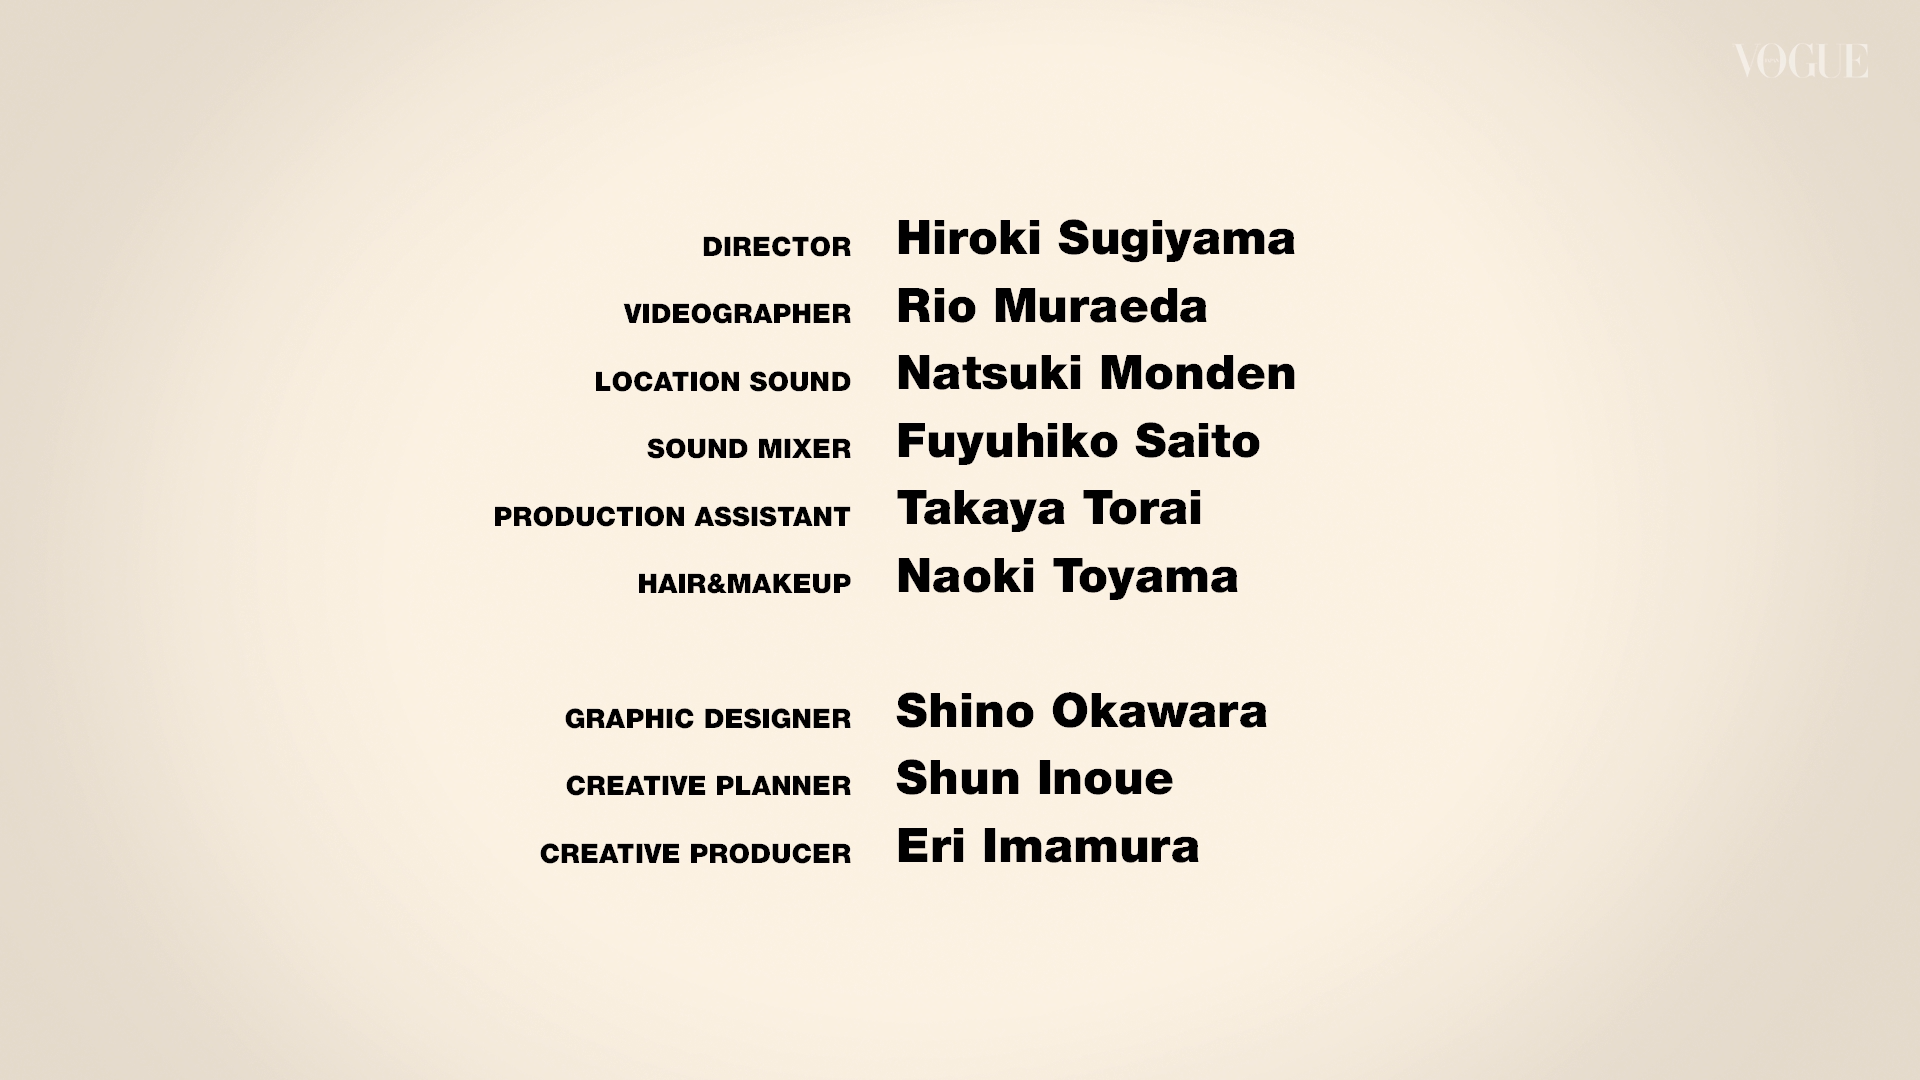 VOGUE
DIRECTOR Hiroki Sugiyama
VIDEOGRAPHER Rio Muraeda
LOCATION SOUND Natsuki Monden
SOUND MIXER Fuyuhiko Saito
PRODUCTION ASSISTANT Takaya Torai
HAIR&MAKEUP Naoki Toyama
GRAPHIC DESIGNER Shino Okawara
CREATIVE PLANNER Shun Inoue
CREATIVE PRODUCER Eri Imamura